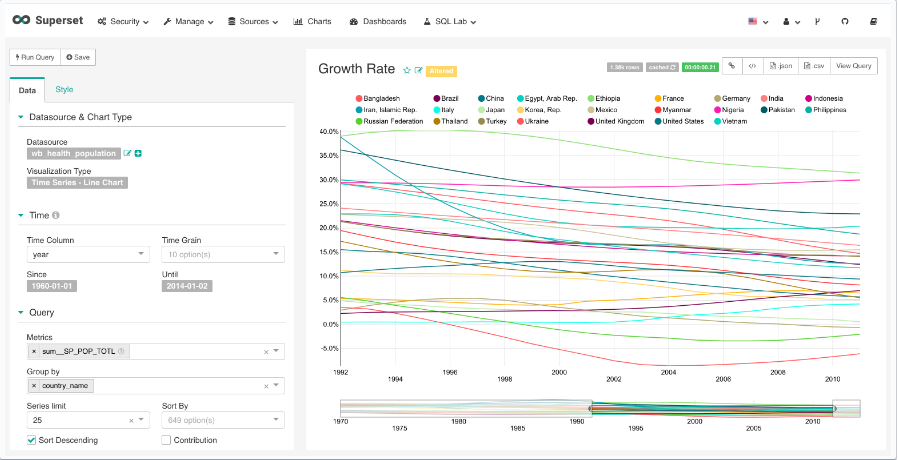 Superset Security Manage Sources Charts Dashboards SQL Lab
Run Query Save
Growth Rate Altered 1.38k rows cached 00:00:00.21 .json .csv View Query
Data Style
Bangladesh Brazil China Egypt, Arab Rep. Ethiopia France Germany India Indonesia
Iran, Islamic Rep. Italy Japan Korea, Rep. Mexico Myanmar Nigeria Pakistan Philippines
Russian Federation Thailand Turkey Ukraine United Kingdom United States Vietnam
Datasource & Chart Type
Datasource
wb_health_population
Visualization Type
Time Series - Line Chart
Time
Time Column Time Grain
year 10 option(s)
Since Until
1960-01-01 2014-01-02
Query
Metrics
× sum__SP_POP_TOTL ×
Group by
× country_name ×
Series limit Sort By
25 × 649 option(s)
Sort Descending Contribution
40.0%
35.0%
30.0%
25.0%
20.0%
15.0%
10.0%
5.0%
0.0%
-5.0%
1992 1994 1996 1998 2000 2002 2004 2006 2008 2010
1970 1975 1980 1985 1990 1995 2000 2005 2010